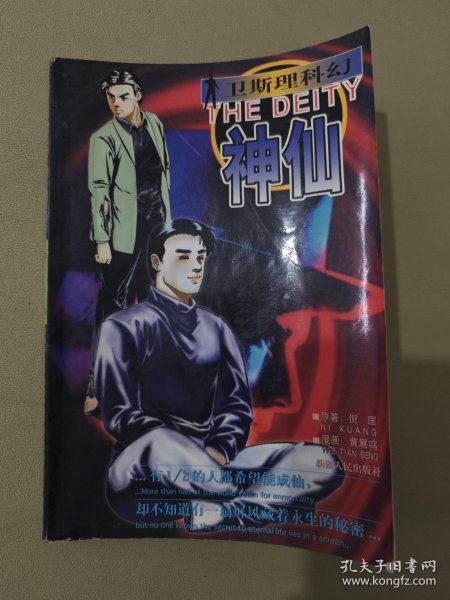 卫斯理科幻
THE DEITY
神仙
■原著 倪匡
NI KUANG
■漫画 黄展鸣
WEE TIAN BENG
新疆人民出版社
...有1/2的人都希望能成仙,
...More than half of the world yearn for immortality,
却不知道有一扇屏风藏着永生的秘密...
but no one knows the secret to eternal life lies in a screen...
孔夫子旧书网
www.kongfz.com